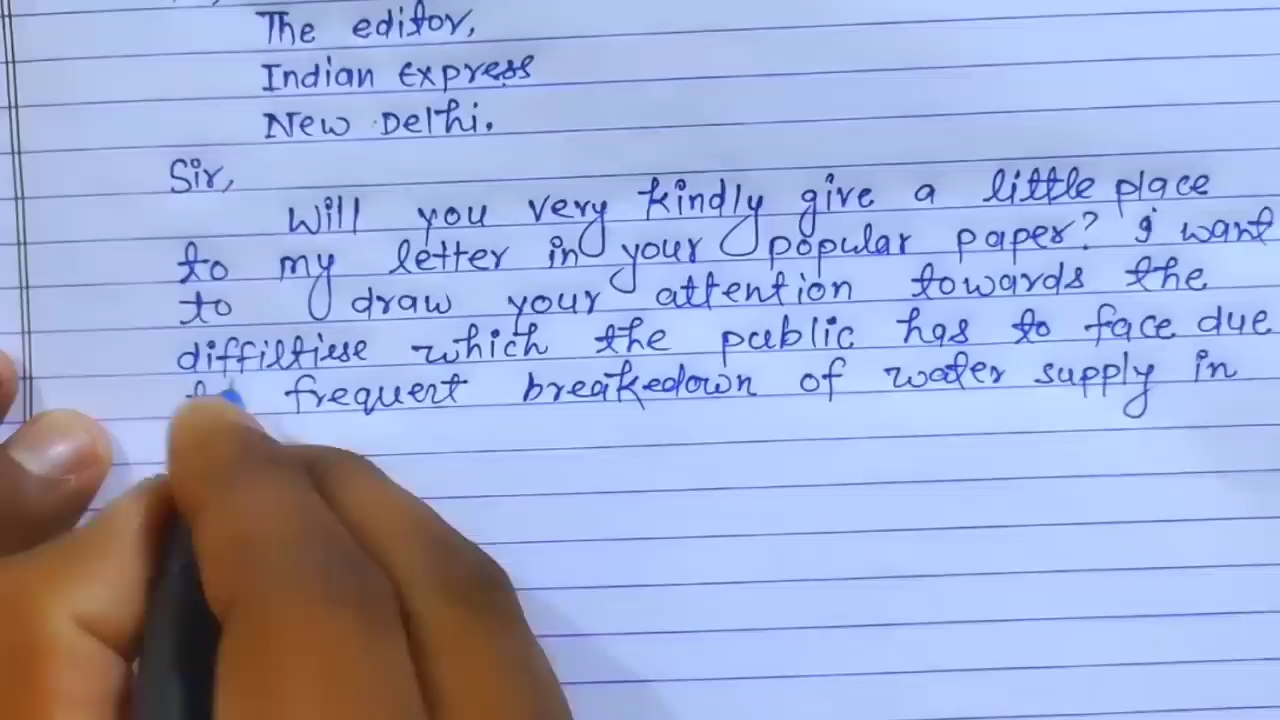 The editor,
Indian Express
New Delhi.
Sir,
Will you very kindly give a little place
to my letter in your popular paper? I want
to draw your attention towards the
diffiltiese which the public has to face due
frequent breakedown of water supply in